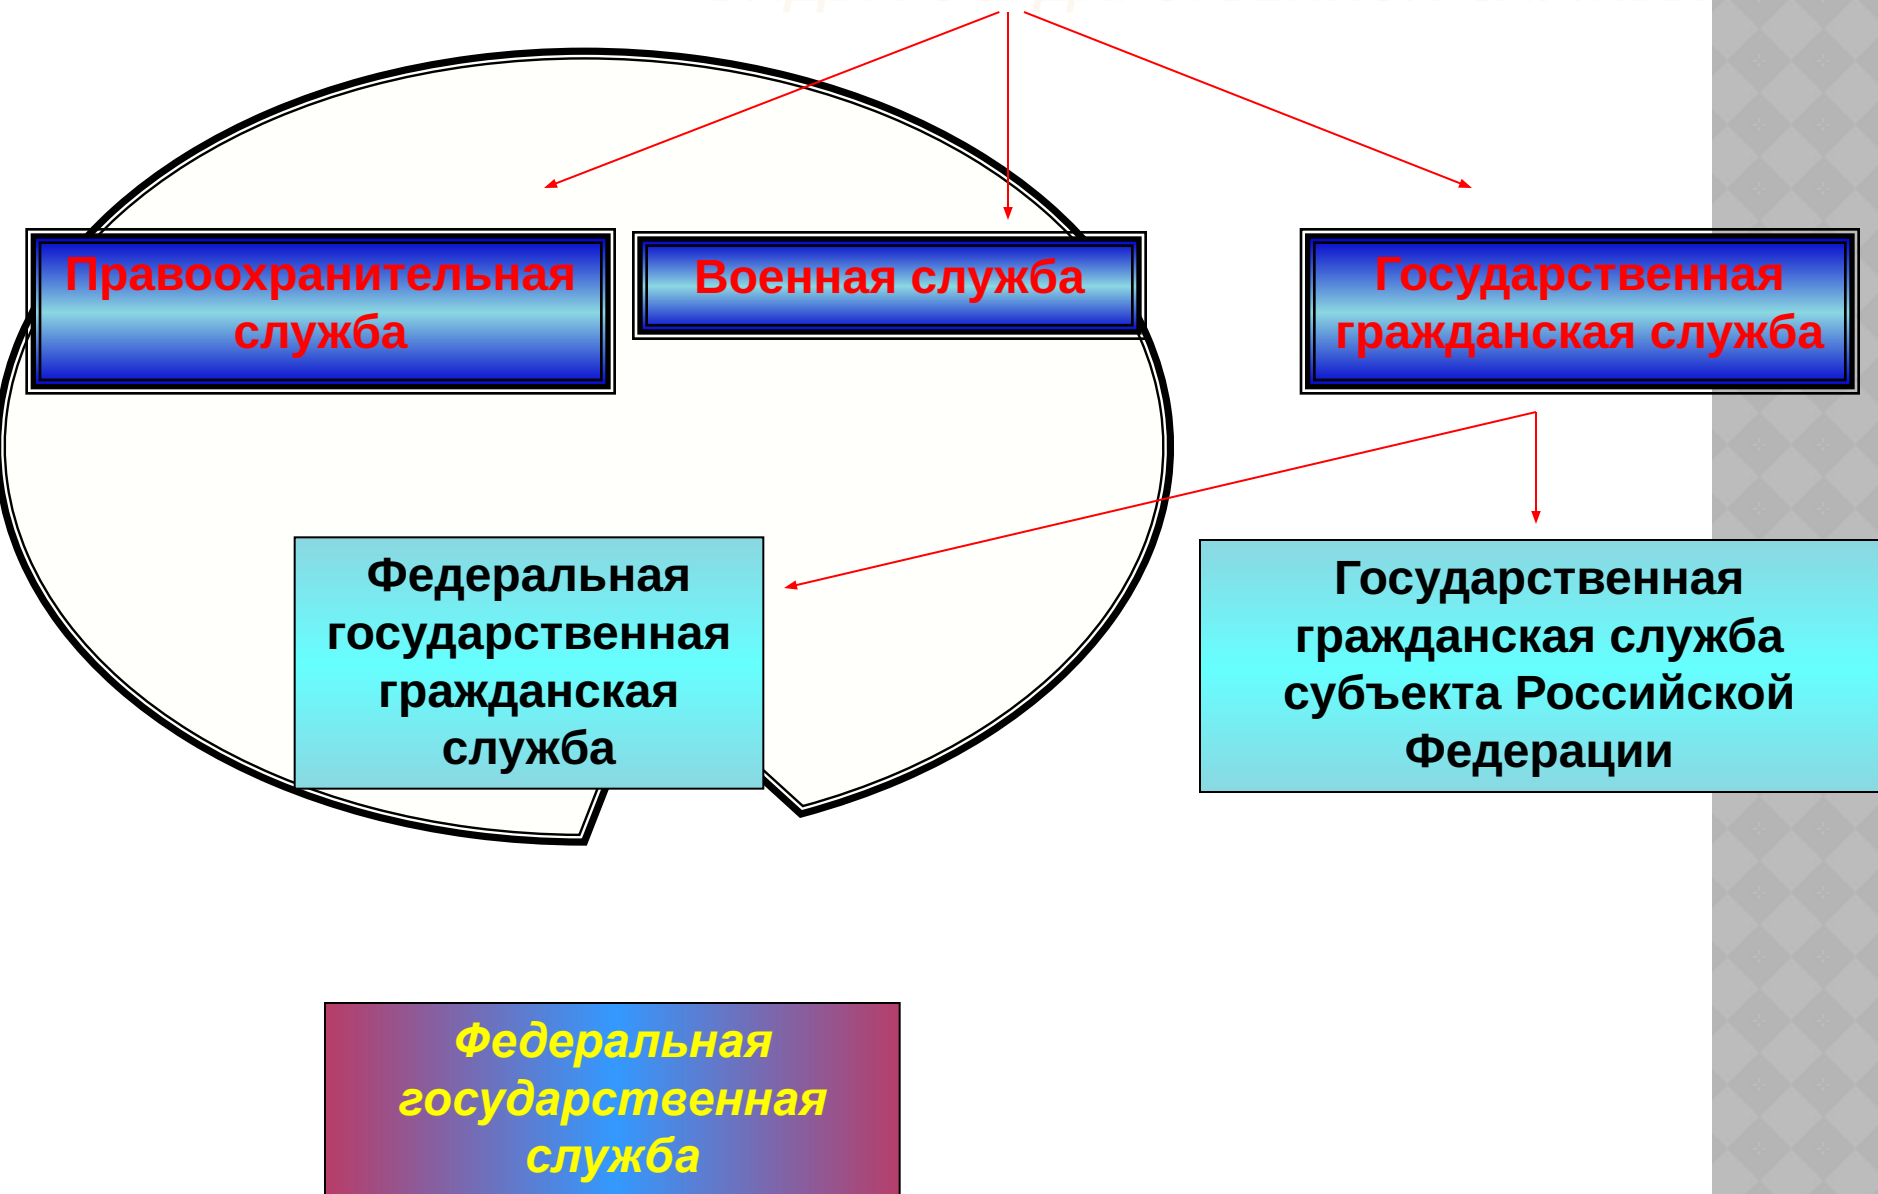 Правоохранительная
служба
Военная служба
Государственная
гражданская служба
Федеральная
государственная
гражданская
служба
Государственная
гражданская служба
субъекта Российской
Федерации
Федеральная
государственная
служба